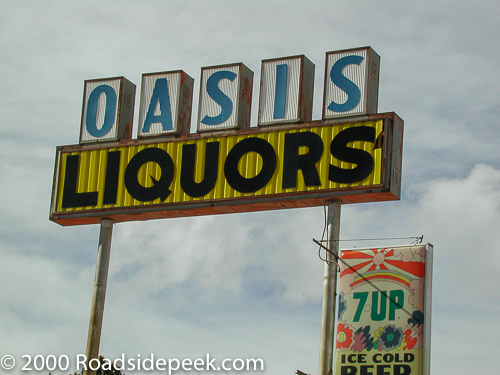 OASIS
LIQUORS
7UP
ICE COLD
BEER
© 2000 Roadsidepeek.com